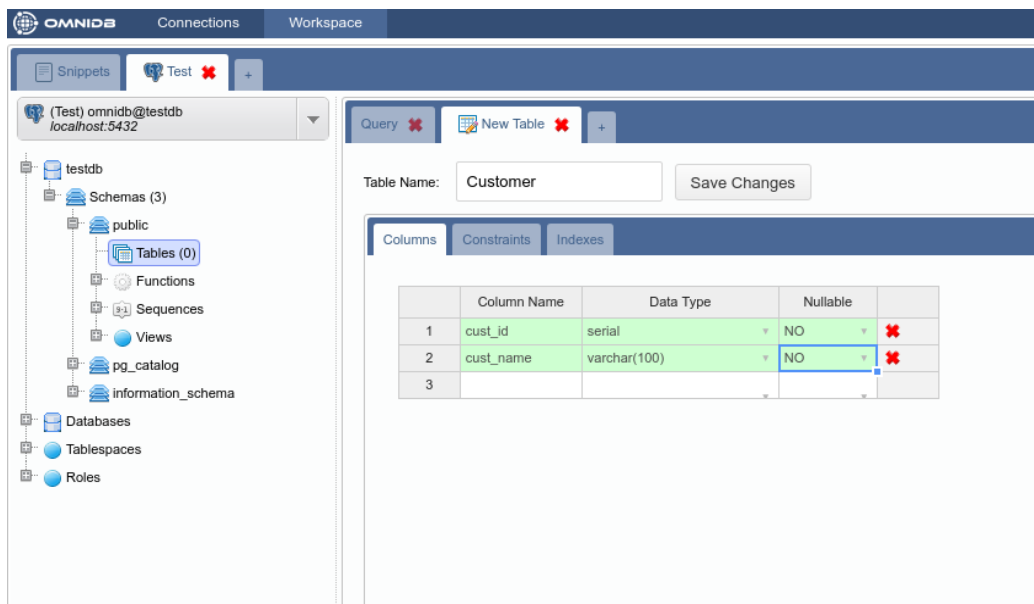 OMNIDB Connections Workspace
Snippets Test +
(Test) omnidb@testdb
localhost:5432
testdb
Schemas (3)
public
Tables (0)
Functions
9-1 Sequences
Views
pg_catalog
information_schema
Databases
Tablespaces
Roles
Query New Table +
Table Name: Customer Save Changes
Columns Constraints Indexes
Column Name Data Type Nullable
1 cust_id serial NO
2 cust_name varchar(100) NO
3